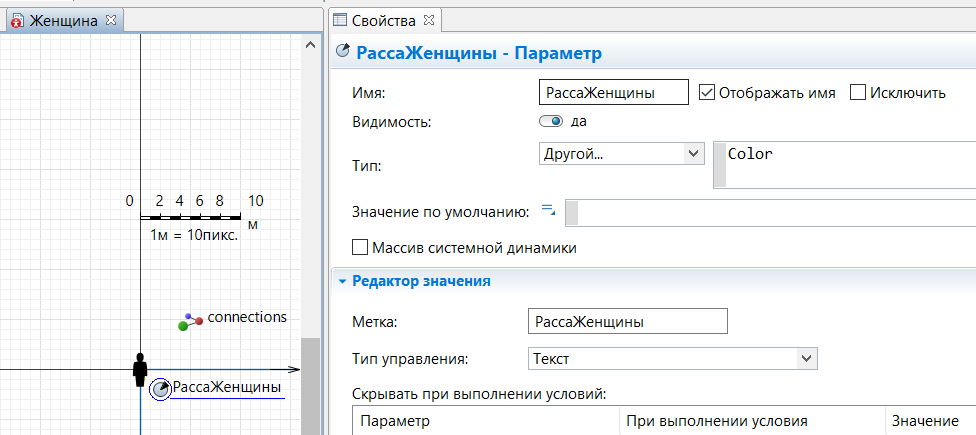 Женщина
0 2 4 6 8 10
м
1м = 10пикс.
connections
РассаЖенщины
Свойства
РассаЖенщины - Параметр
Имя: РассаЖенщины Отображать имя Исключить
Видимость: да
Тип: Другой... Color
Значение по умолчанию:
Массив системной динамики
Редактор значения
Метка: РассаЖенщины
Тип управления: Текст
Скрывать при выполнении условий:
Параметр При выполнении условия Значение